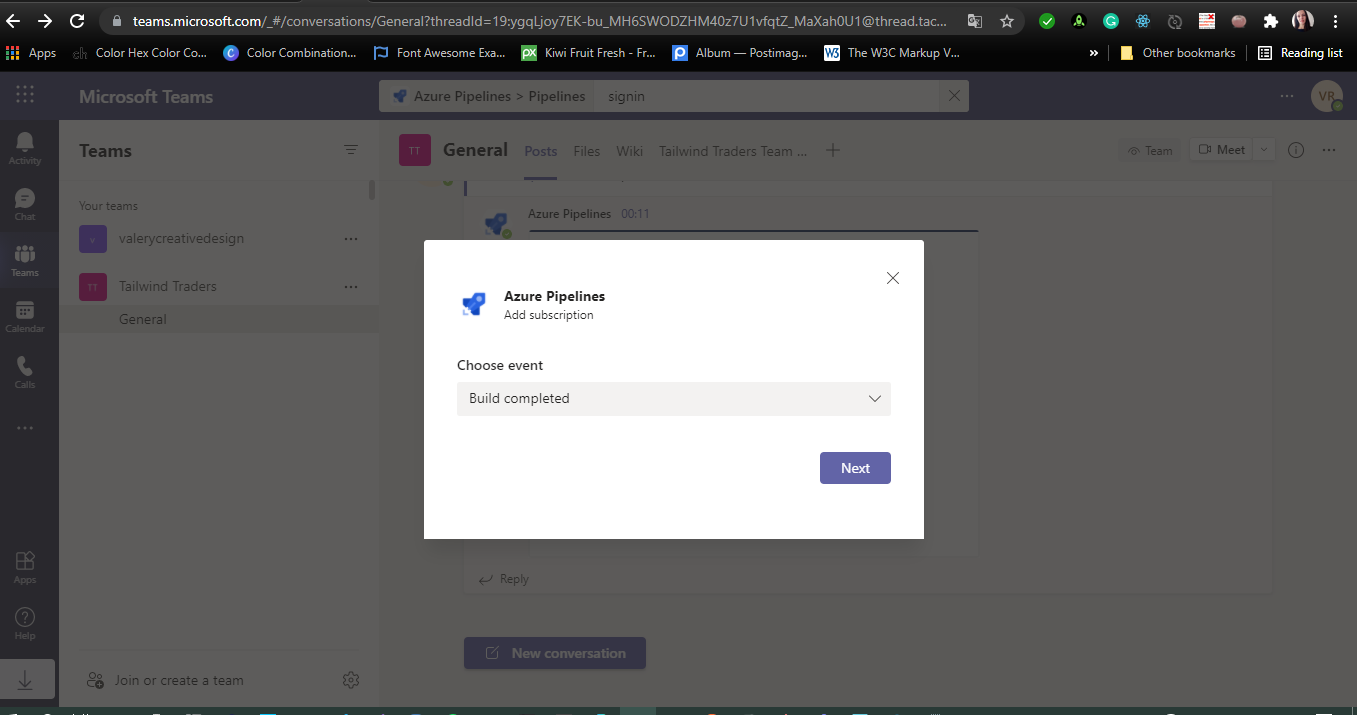 teams.microsoft.com/_#/conversations/General?threadId=19:ygqLjoy7EK-bu_MH6SWODZHM40z7U1vfqtZ_MaXah0U1@thread.tac...
Apps
Color Hex Color Co...
Color Combination...
Font Awesome Exa...
Kiwi Fruit Fresh - Fr...
Album — Postimag...
The W3C Markup V...
»
Other bookmarks
Reading list
Microsoft Teams
Azure Pipelines > Pipelines
signin
VR
Activity
Chat
Teams
Calendar
Calls
Apps
Help
Teams
Your teams
v
valerycreativedesign
TT
Tailwind Traders
General
Join or create a team
TT
General
Posts
Files
Wiki
Tailwind Traders Team ...
Team
Meet
Azure Pipelines 00:11
Azure Pipelines
Add subscription
Choose event
Build completed
Next
Reply
New conversation